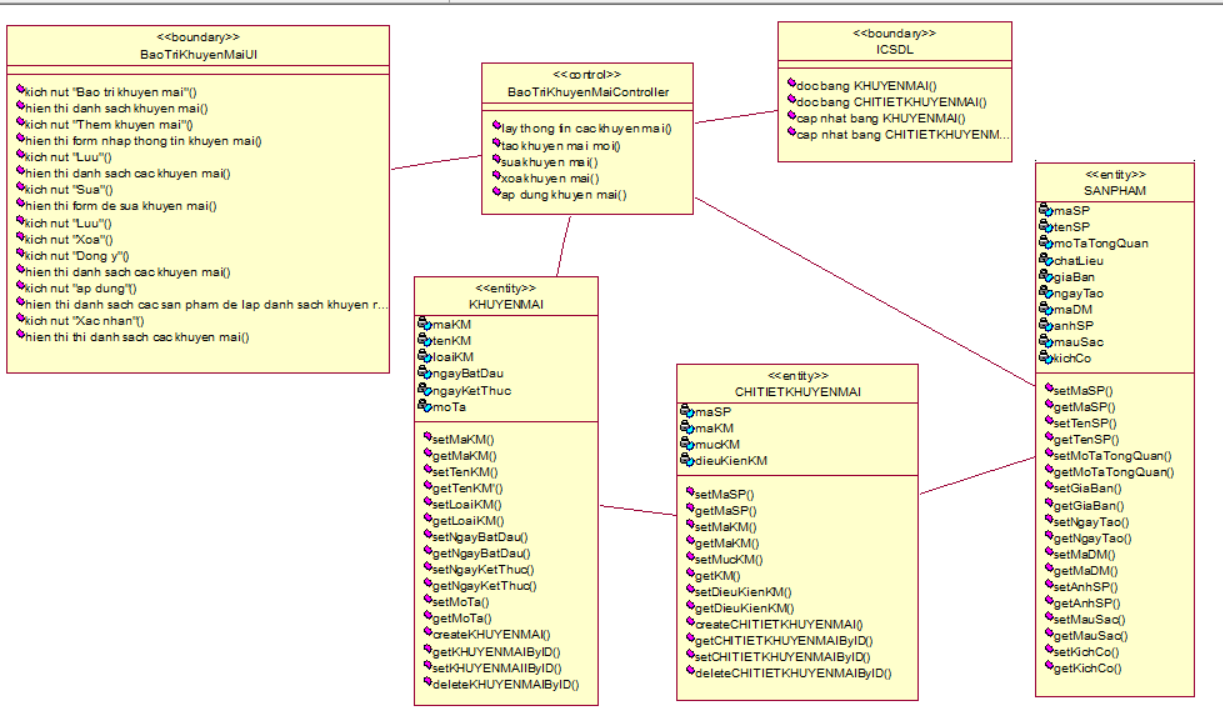 <<boundary>>
BaoTriKhuyenMaiUI
kich nut "Bao tri khuyen mai"()
hien thi danh sach khuyen mai()
kich nut "Them khuyen mai"()
hien thi form nhap thong tin khuyen mai()
kich nut "Luu"()
hien thi danh sach cac khuyen mai()
kich nut "Sua"()
hien thi form de sua khuyen mai()
kich nut "Luu"()
kich nut "Xoa"()
kich nut "Dong y"()
hien thi danh sach cac khuyen mai()
kich nut "ap dung"()
hien thi danh sach cac san pham de lap danh sach khuyen r...
kich nut "Xac nhan"()
hien thi thi danh sach cac khuyen mai()
<<control>>
BaoTriKhuyenMaiController
lay thong tin cac khuyen mai()
tao khuyen mai moi()
sua khuyen mai()
xoa khuyen mai()
ap dung khuyen mai()
<<boundary>>
ICSDL
doc bang KHUYENMAI()
doc bang CHITIETKHUYENMAI()
cap nhat bang KHUYENMAI()
cap nhat bang CHITIETKHUYENM...
<<entity>>
KHUYENMAI
maKM
tenKM
loaiKM
ngayBatDau
ngayKetThuc
moTa
setMaKM()
getMaKM()
setTenKM()
getTenKM'()
setLoaiKM()
getLoaiKM()
setNgayBatDau()
getNgayBatDau()
setNgayKetThuc()
getNgayKetThuc()
setMoTa()
getMoTa()
createKHUYENMAI()
getKHUYENMAIByID()
setKHUYENMAIIByID()
deleteKHUYENMAIByID()
<<entity>>
CHITIETKHUYENMAI
maSP
maKM
mucKM
dieuKienKM
setMaSP()
getMaSP()
setMaKM()
getMaKM()
setMucKM()
getKM()
setDieuKienKM()
getDieuKienKM()
createCHITIETKHUYENMAI()
getCHITIETKHUYENMAIByID()
setCHITIETKHUYENMAIByID()
deleteCHITIETKHUYENMAIByID()
<<entity>>
SANPHAM
maSP
tenSP
moTaTongQuan
chatLieu
giaBan
ngayTao
maDM
anhSP
mauSac
kichCo
setMaSP()
getMaSP()
setTenSP()
getTenSP()
setMoTaTongQuan()
getMoTaTongQuan()
setGiaBan()
getGiaBan()
setNgayTao()
getNgayTao()
setMaDM()
getMaDM()
setAnhSP()
getAnhSP()
setMauSac()
getMauSac()
setKichCo()
getKichCo()